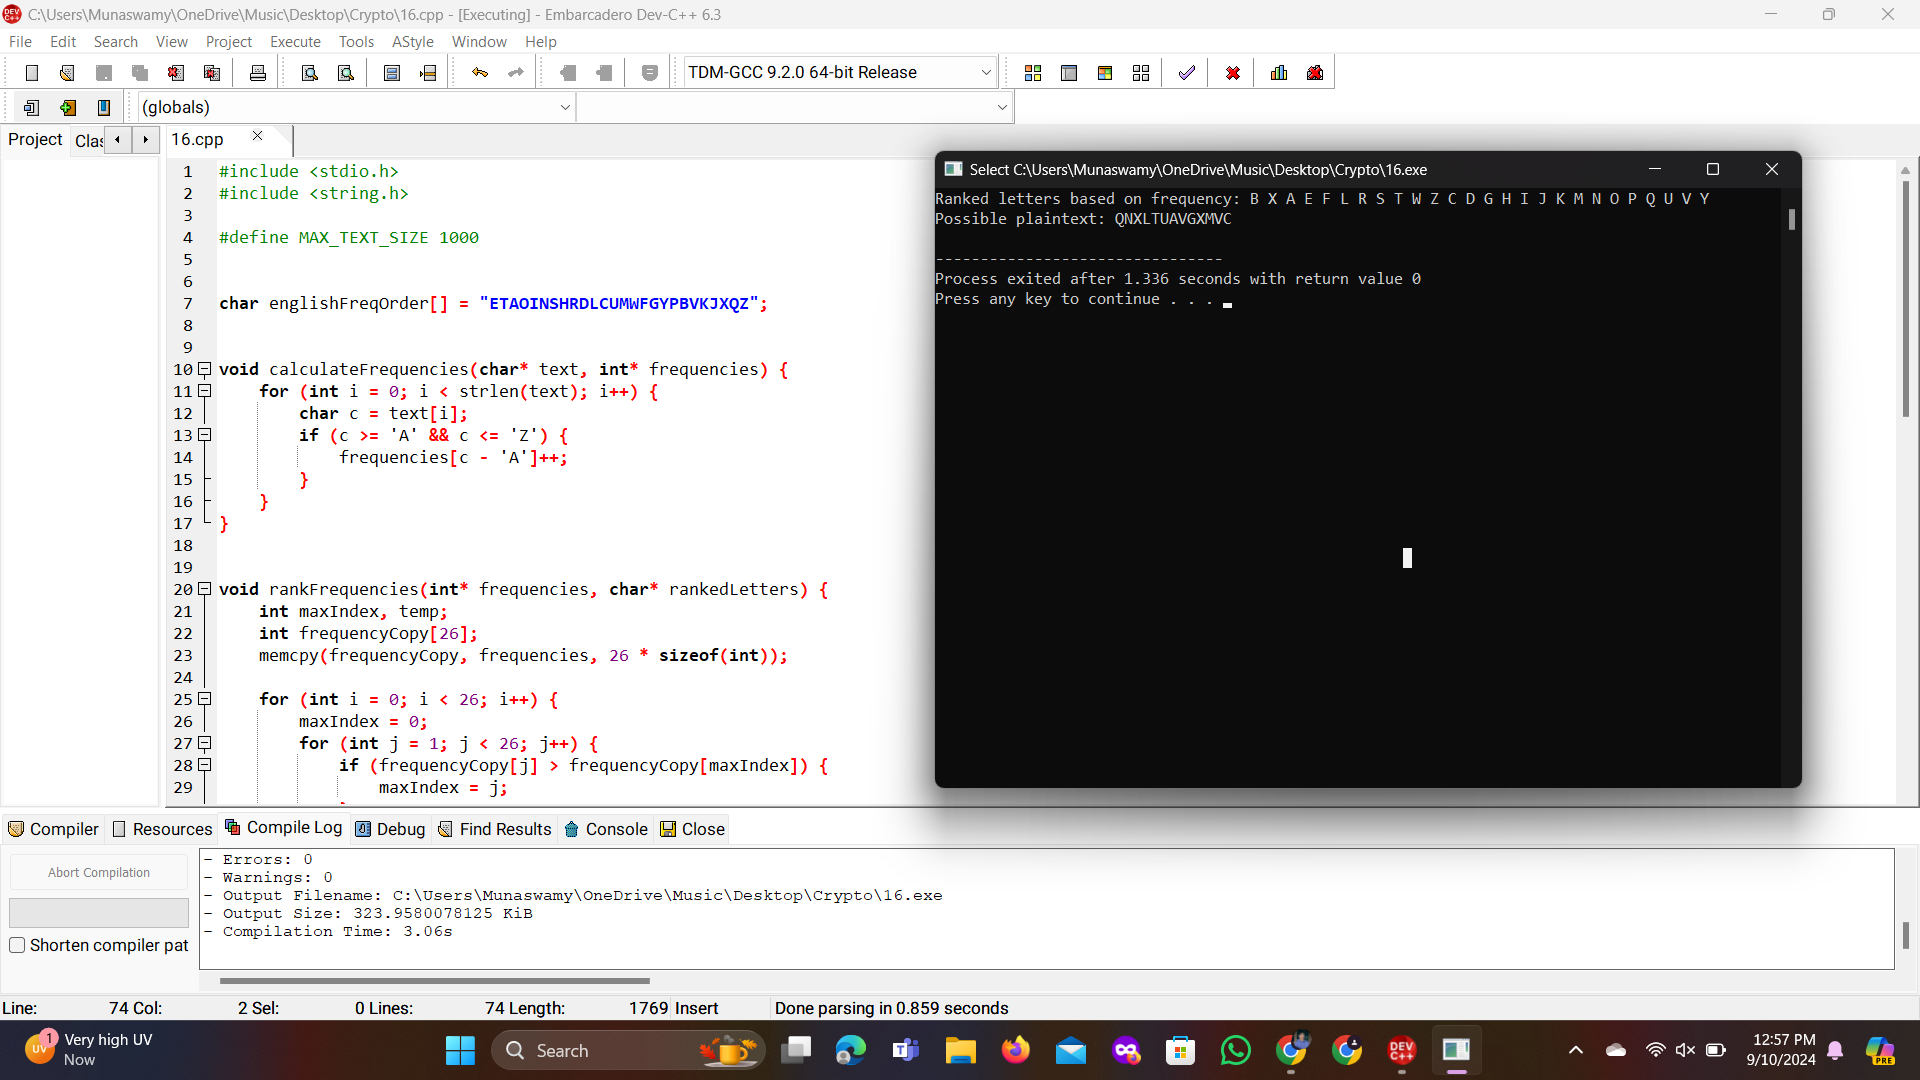 C:\Users\Munaswamy\OneDrive\Music\Desktop\Crypto\16.cpp - [Executing] - Embarcadero Dev-C++ 6.3
File Edit Search View Project Execute Tools AStyle Window Help
TDM-GCC 9.2.0 64-bit Release
(globals)
Project Clas 16.cpp
1 #include <stdio.h>
2 #include <string.h>
3
4 #define MAX_TEXT_SIZE 1000
5
6
7 char englishFreqOrder[] = "ETAOINSHRDLCUMWFGYPBVKJXQZ";
8
9
10 void calculateFrequencies(char* text, int* frequencies) {
11 for (int i = 0; i < strlen(text); i++) {
12 char c = text[i];
13 if (c >= 'A' && c <= 'Z') {
14 frequencies[c - 'A']++;
15 }
16 }
17 }
18
19
20 void rankFrequencies(int* frequencies, char* rankedLetters) {
21 int maxIndex, temp;
22 int frequencyCopy[26];
23 memcpy(frequencyCopy, frequencies, 26 * sizeof(int));
24
25 for (int i = 0; i < 26; i++) {
26 maxIndex = 0;
27 for (int j = 1; j < 26; j++) {
28 if (frequencyCopy[j] > frequencyCopy[maxIndex]) {
29 maxIndex = j;
Select C:\Users\Munaswamy\OneDrive\Music\Desktop\Crypto\16.exe
Ranked letters based on frequency: B X A E F L R S T W Z C D G H I J K M N O P Q U V Y
Possible plaintext: QNXLTUAVGXMVC
--------------------------------
Process exited after 1.336 seconds with return value 0
Press any key to continue . . .
Compiler Resources Compile Log Debug Find Results Console Close
Abort Compilation
Shorten compiler pat
- Errors: 0
- Warnings: 0
- Output Filename: C:\Users\Munaswamy\OneDrive\Music\Desktop\Crypto\16.exe
- Output Size: 323.9580078125 KiB
- Compilation Time: 3.06s
Line: 74 Col: 2 Sel: 0 Lines: 74 Length: 1769 Insert Done parsing in 0.859 seconds
UV 1 Very high UV
Now
Search
DEV C++
12:57 PM
9/10/2024
PRE